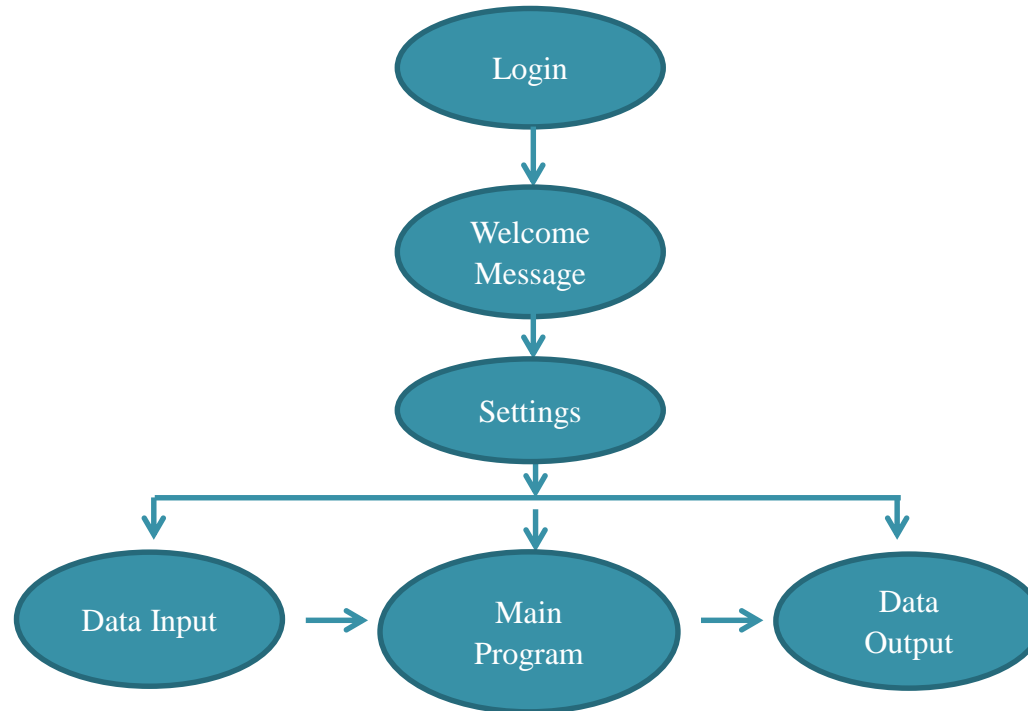 Login
Welcome
Message
Settings
Data Input
Main
Program
Data
Output